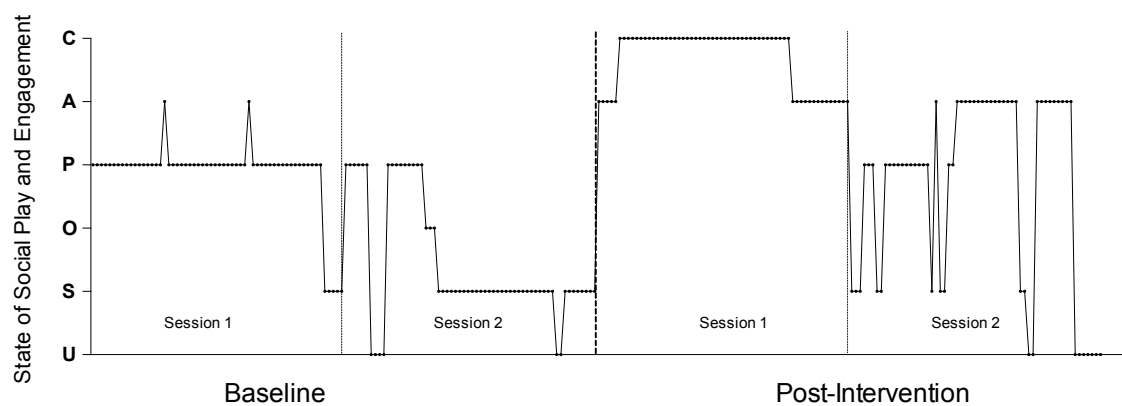 State of Social Play and Engagement
C
A
P
O
S
U
Session 1
Session 2
Session 1
Session 2
Baseline
Post-Intervention